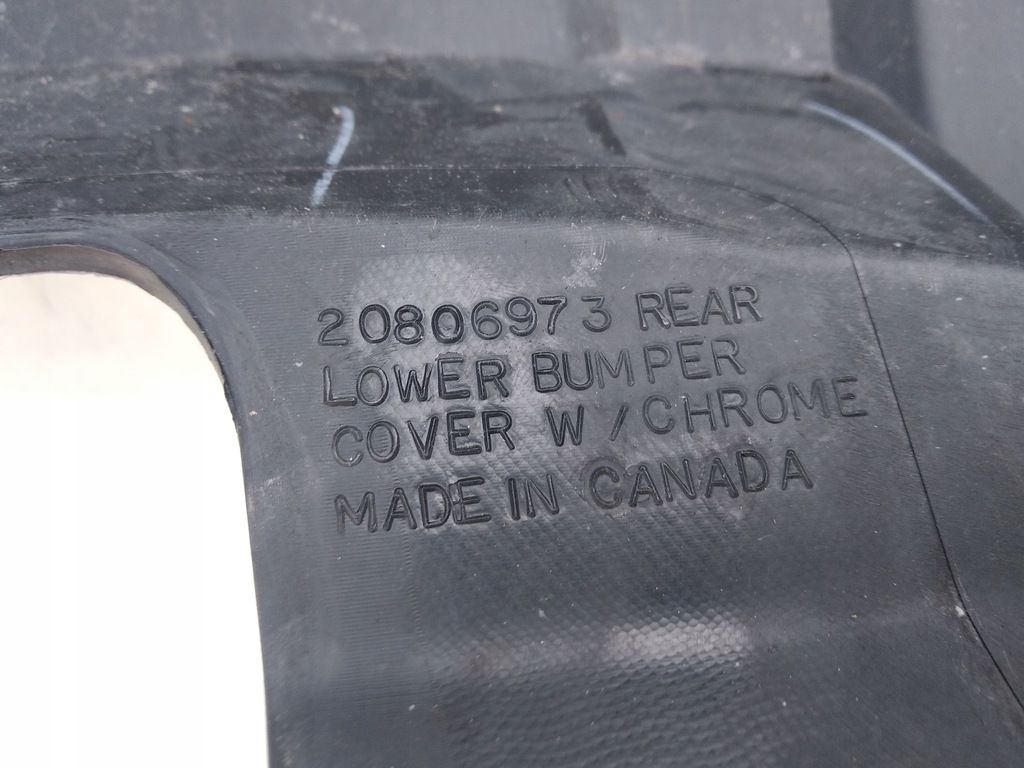 20806973 REAR
LOWER BUMPER
COVER W/CHROME
MADE IN CANADA